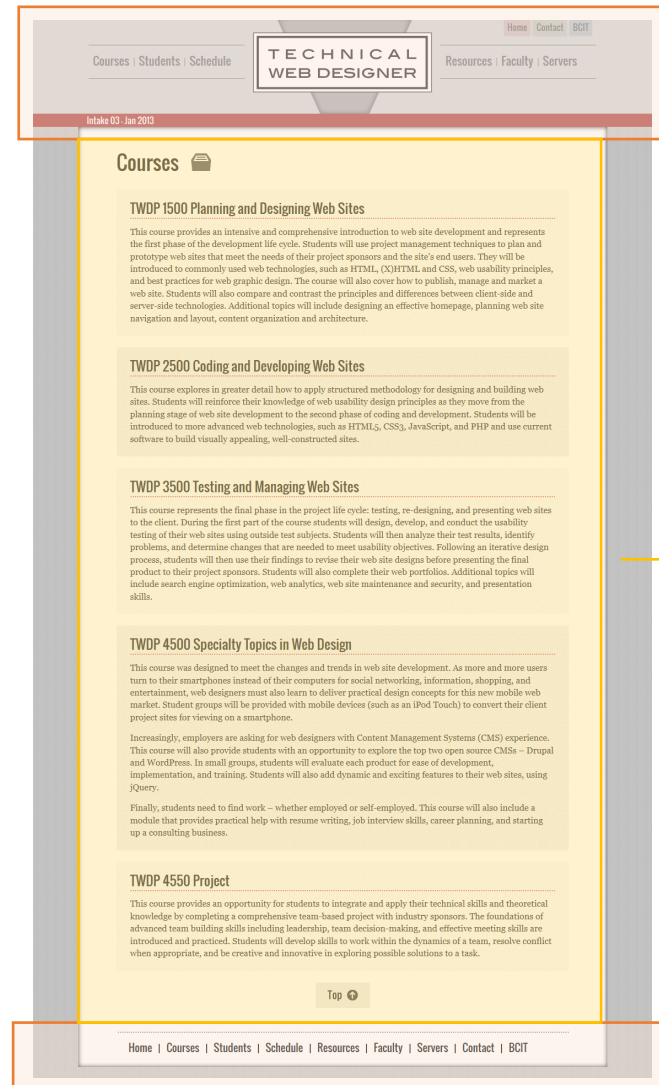 Home Contact BCIT
Courses | Students | Schedule
TECHNICAL
WEB DESIGNER
Resources | Faculty | Servers
Intake 03 - Jan 2013
Courses
TWDP 1500 Planning and Designing Web Sites
This course provides an intensive and comprehensive introduction to web site development and represents
the first phase of the development life cycle. Students will use project management techniques to plan and
prototype web sites that meet the needs of their project sponsors and the site's end users. They will be
introduced to commonly used web technologies, such as HTML, (X)HTML and CSS, web usability principles,
and best practices for web graphic design. The course will also cover how to publish, manage and market a
web site. Students will also compare and contrast the principles and differences between client-side and
server-side technologies. Additional topics will include designing an effective homepage, planning web site
navigation and layout, content organization and architecture.
TWDP 2500 Coding and Developing Web Sites
This course explores in greater detail how to apply structured methodology for designing and building web
sites. Students will reinforce their knowledge of web usability design principles as they move from the
planning stage of web site development to the second phase of coding and development. Students will be
introduced to more advanced web technologies, such as HTML5, CSS3, JavaScript, and PHP and use current
software to build visually appealing, well-constructed sites.
TWDP 3500 Testing and Managing Web Sites
This course represents the final phase in the project life cycle: testing, re-designing, and presenting web sites
to the client. During the first part of the course students will design, develop, and conduct the usability
testing of their web sites using outside test subjects. Students will then analyze their test results, identify
problems, and determine changes that are needed to meet usability objectives. Following an iterative design
process, students will then use their findings to revise their web site designs before presenting the final
product to their project sponsors. Students will also complete their web portfolios. Additional topics will
include search engine optimization, web analytics, web site maintenance and security, and presentation
skills.
TWDP 4500 Specialty Topics in Web Design
This course was designed to meet the changes and trends in web site development. As more and more users
turn to their smartphones instead of their computers for social networking, information, shopping, and
entertainment, web designers must also learn to deliver practical design concepts for this new mobile web
market. Student groups will be provided with mobile devices (such as an iPod Touch) to convert their client
project sites for viewing on a smartphone.
Increasingly, employers are asking for web designers with Content Management Systems (CMS) experience.
This course will also provide students with an opportunity to explore the top two open source CMSs – Drupal
and WordPress. In small groups, students will evaluate each product for ease of development,
implementation, and training. Students will also add dynamic and exciting features to their web sites, using
jQuery.
Finally, students need to find work – whether employed or self-employed. This course will also include a
module that provides practical help with resume writing, job interview skills, career planning, and starting
up a consulting business.
TWDP 4550 Project
This course provides an opportunity for students to integrate and apply their technical skills and theoretical
knowledge by completing a comprehensive team-based project with industry sponsors. The foundations of
advanced team building skills including leadership, team decision-making, and effective meeting skills are
introduced and practiced. Students will develop skills to work within the dynamics of a team, resolve conflict
when appropriate, and be creative and innovative in exploring possible solutions to a task.
Top
Home | Courses | Students | Schedule | Resources | Faculty | Servers | Contact | BCIT